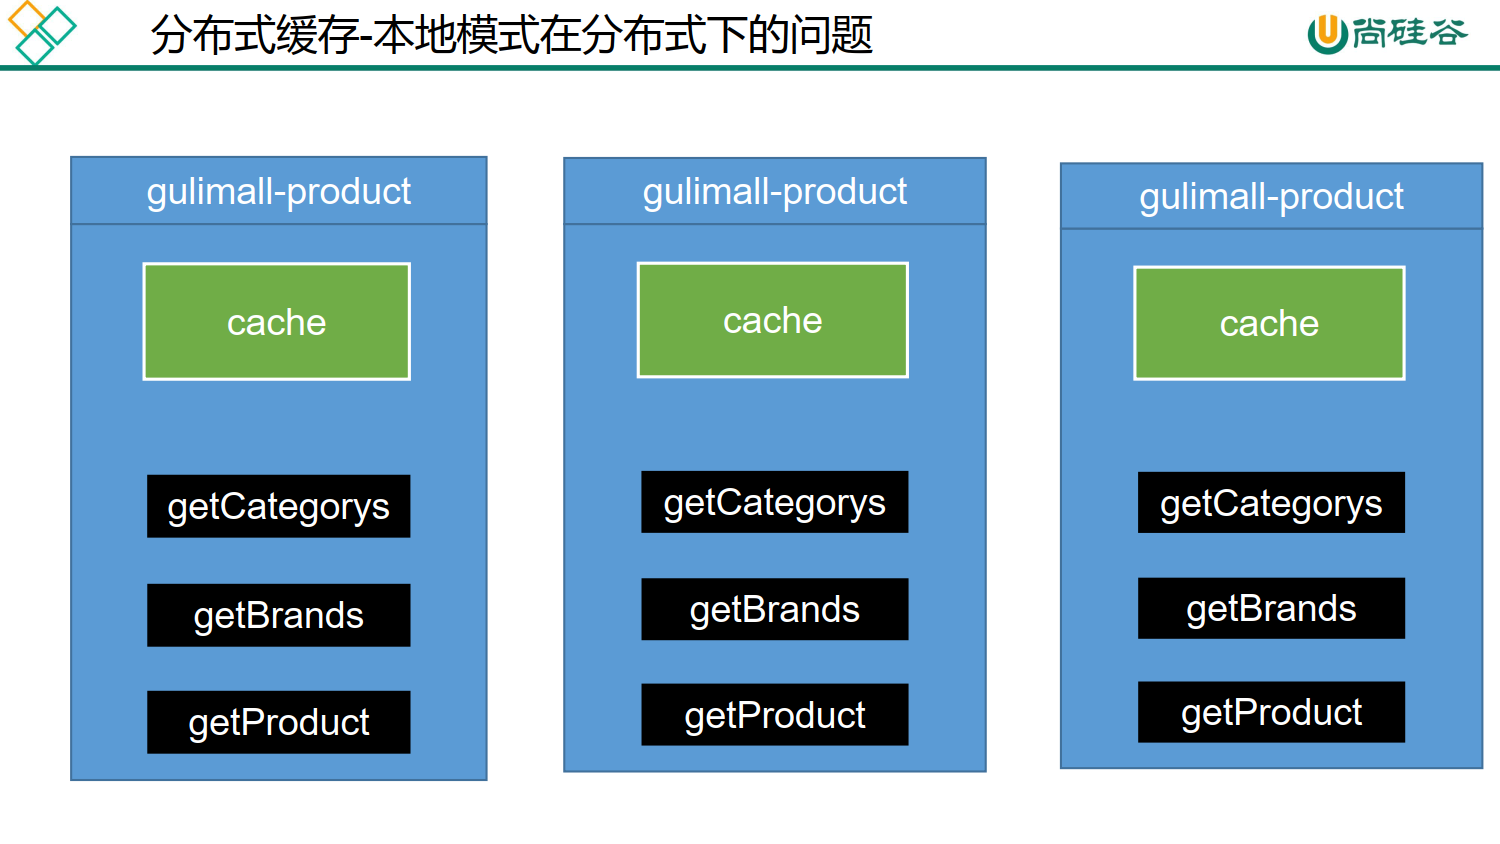 分布式缓存-本地模式在分布式下的问题
尚硅谷
gulimall-product
cache
getCategorys
getBrands
getProduct
gulimall-product
cache
getCategorys
getBrands
getProduct
gulimall-product
cache
getCategorys
getBrands
getProduct